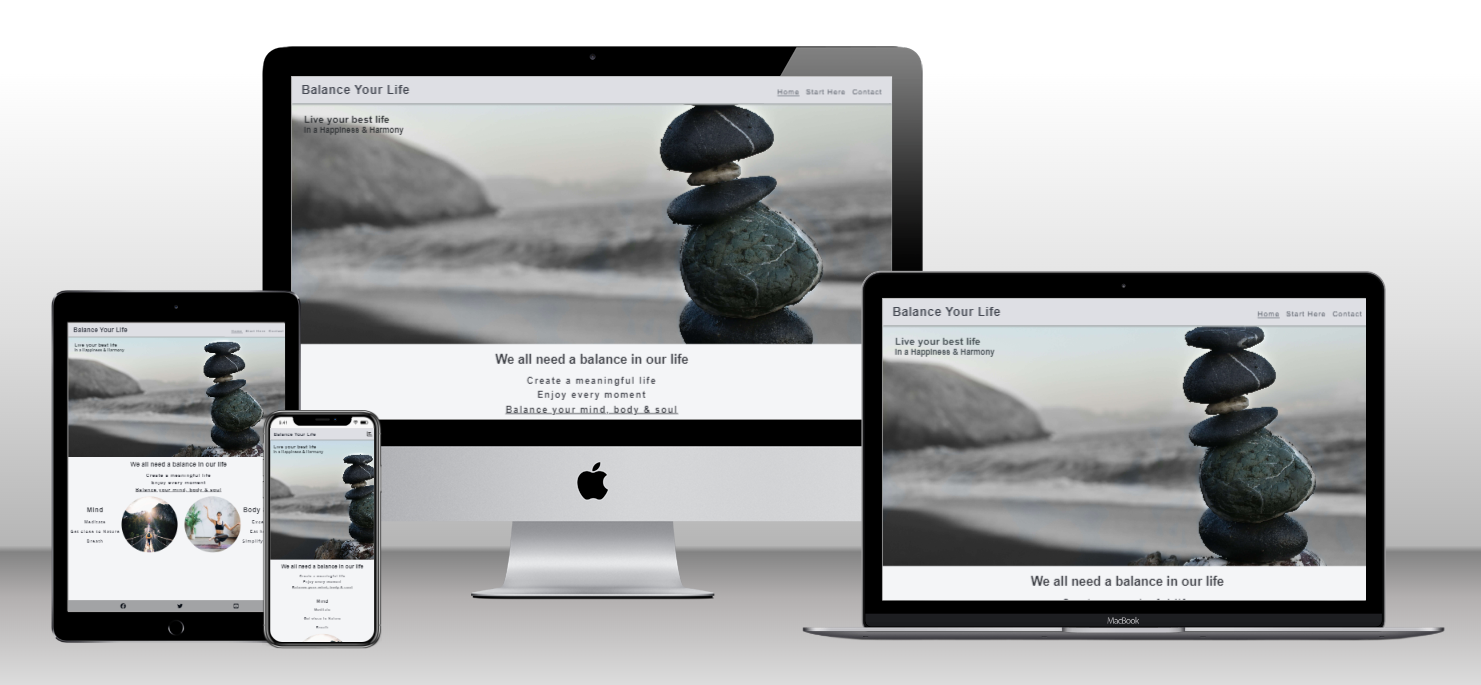 Balance Your Life
Home Start Here Contact
Live your best life
In a Happiness & Harmony
We all need a balance in our life
Create a meaningful life
Enjoy every moment
Balance your mind, body & soul
Balance Your Life
Home Start Here Contact
Live your best life
In a Happiness & Harmony
We all need a balance in our life
MacBook
Balance Your Life
Home Start Here
Live your best life
In a Happiness & Harmony
We all need a balance in our life
Create a meaningful life
Enjoy every moment
Balance your mind, body & soul
Mind
Meditate
Get close to Nature
Breath
Body
Simplify
9:41
Balance Your Life
Live your best life
In a Happiness & Harmony
We all need a balance in our life
Create a meaningful life
Enjoy every moment
Balance your mind, body & soul
Mind
Meditate
Get close to Nature
Breath